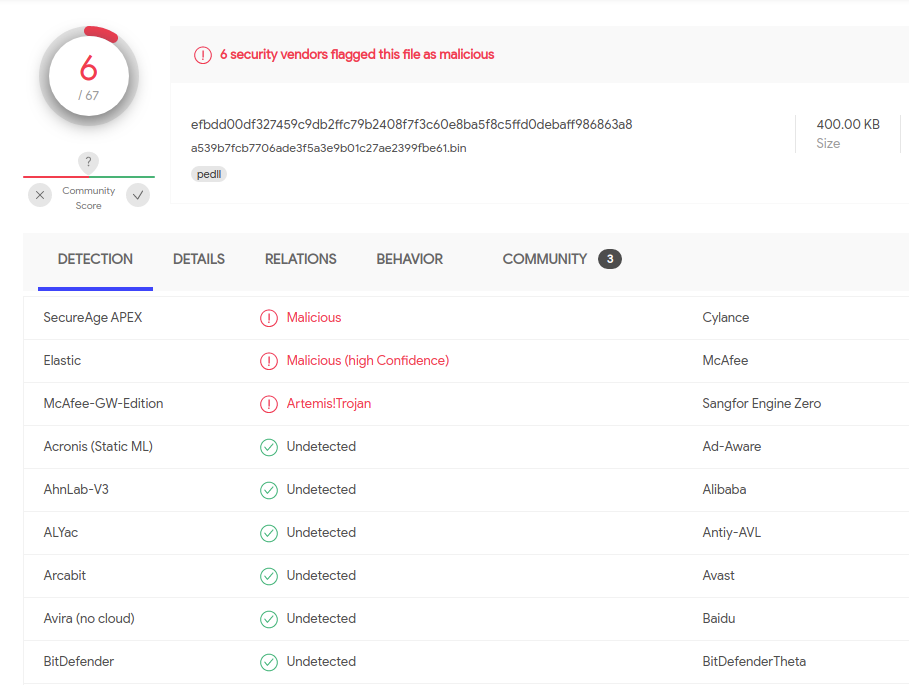 6
/ 67
?
Community
Score
6 security vendors flagged this file as malicious
efbdd00df327459c9db2ffc79b2408f7f3c60e8ba5f8c5ffd0debaff986863a8
a539b7fcb7706ade3f5a3e9b01c27ae2399fbe61.bin
pedll
400.00 KB
Size
DETECTION DETAILS RELATIONS BEHAVIOR COMMUNITY 3
SecureAge APEX Malicious Cylance
Elastic Malicious (high Confidence) McAfee
McAfee-GW-Edition Artemis!Trojan Sangfor Engine Zero
Acronis (Static ML) Undetected Ad-Aware
AhnLab-V3 Undetected Alibaba
ALYac Undetected Antiy-AVL
Arcabit Undetected Avast
Avira (no cloud) Undetected Baidu
BitDefender Undetected BitDefenderTheta